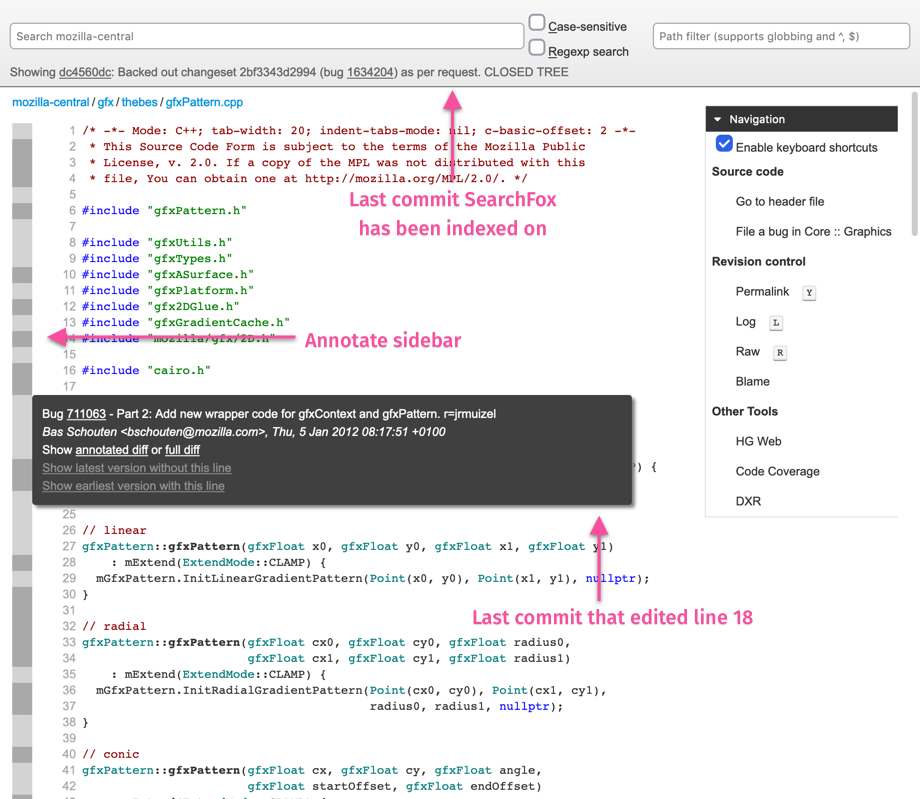 Search mozilla-central
Case-sensitive
Regexp search
Path filter (supports globbing and ^, $)
Showing dc4560dc: Backed out changeset 2bf3343d2994 (bug 1634204) as per request. CLOSED TREE
mozilla-central / gfx / thebes / gfxPattern.cpp
1 /* -*- Mode: C++; tab-width: 20; indent-tabs-mode: nil; c-basic-offset: 2 -*-
2 * This Source Code Form is subject to the terms of the Mozilla Public
3 * License, v. 2.0. If a copy of the MPL was not distributed with this
4 * file, You can obtain one at http://mozilla.org/MPL/2.0/. */
5
Last commit SearchFox
has been indexed on
6 #include "gfxPattern.h"
7
8 #include "gfxUtils.h"
9 #include "gfxTypes.h"
10 #include "gfxASurface.h"
11 #include "gfxPlatform.h"
12 #include "gfx2DGlue.h"
13 #include "gfxGradientCache.h"
14 #include "mozilla/gfx/2D.h"
Annotate sidebar
15
16 #include "cairo.h"
17
Bug 711063 - Part 2: Add new wrapper code for gfxContext and gfxPattern. r=jrmuizel
Bas Schouten <bschouten@mozilla.com>, Thu, 5 Jan 2012 08:17:51 +0100
Show annotated diff or full diff
Show latest version without this line
) {
Show earliest version with this line
25
26 // linear
27 gfxPattern::gfxPattern(gfxFloat x0, gfxFloat y0, gfxFloat x1, gfxFloat y1)
28 : mExtend(ExtendMode::CLAMP) {
29 mGfxPattern.InitLinearGradientPattern(Point(x0, y0), Point(x1, y1), nullptr);
30 }
31
Last commit that edited line 18
32 // radial
33 gfxPattern::gfxPattern(gfxFloat cx0, gfxFloat cy0, gfxFloat radius0,
34 gfxFloat cx1, gfxFloat cy1, gfxFloat radius1)
35 : mExtend(ExtendMode::CLAMP) {
36 mGfxPattern.InitRadialGradientPattern(Point(cx0, cy0), Point(cx1, cy1),
37 radius0, radius1, nullptr);
38 }
39
40 // conic
41 gfxPattern::gfxPattern(gfxFloat cx, gfxFloat cy, gfxFloat angle,
42 gfxFloat startOffset, gfxFloat endOffset)
Navigation
Enable keyboard shortcuts
Source code
Go to header file
File a bug in Core :: Graphics
Revision control
Permalink Y
Log L
Raw R
Blame
Other Tools
HG Web
Code Coverage
DXR